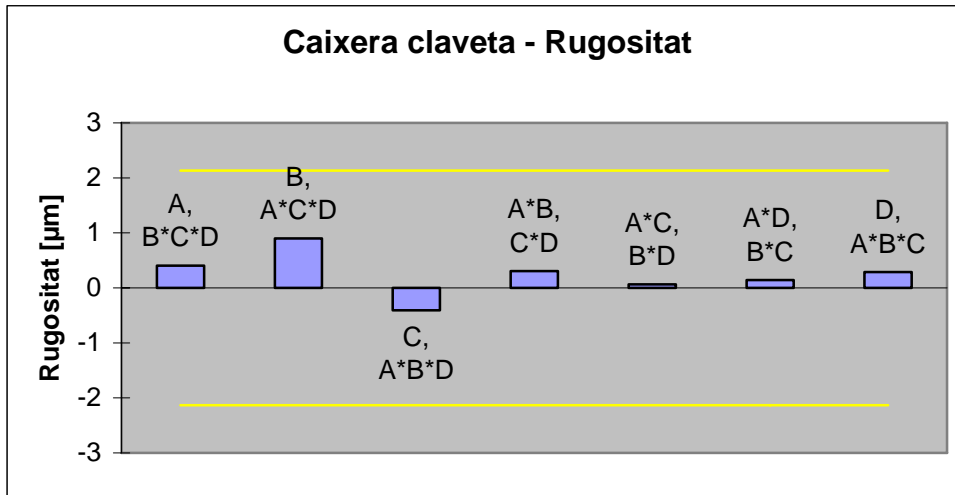 Caixera claveta - Rugositat
Rugositat [µm]
3
2
1
0
-1
-2
-3
A,
B*C*D
B,
A*C*D
C,
A*B*D
A*B,
C*D
A*C,
B*D
A*D,
B*C
D,
A*B*C